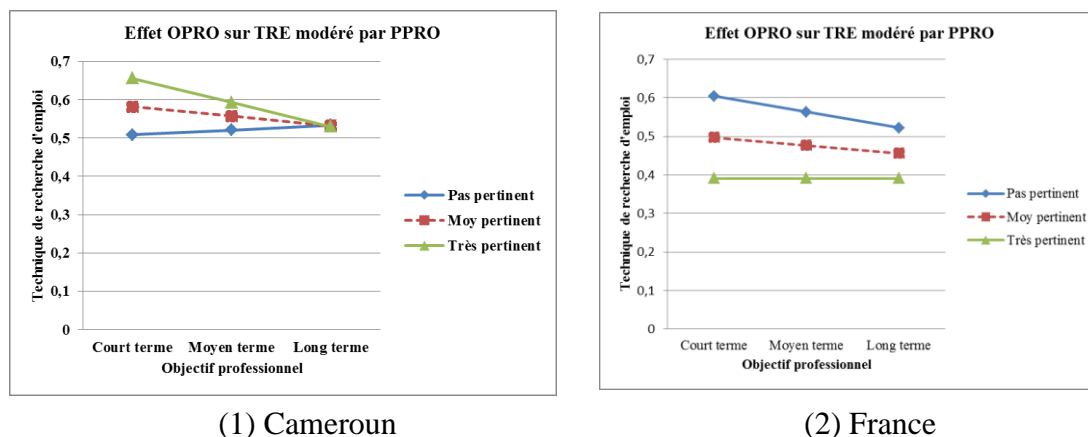 Effet OPRO sur TRE modéré par PPRO
Technique de recherche d'emploi
0,7
0,6
0,5
0,4
0,3
0,2
0,1
0
Court terme Moyen terme Long terme
Objectif professionnel
Pas pertinent
Moy pertinent
Très pertinent
(1) Cameroun
Effet OPRO sur TRE modéré par PPRO
Technique de recherche d'emploi
0,7
0,6
0,5
0,4
0,3
0,2
0,1
0
Court terme Moyen terme Long terme
Objectif professionnel
Pas pertinent
Moy pertinent
Très pertinent
(2) France